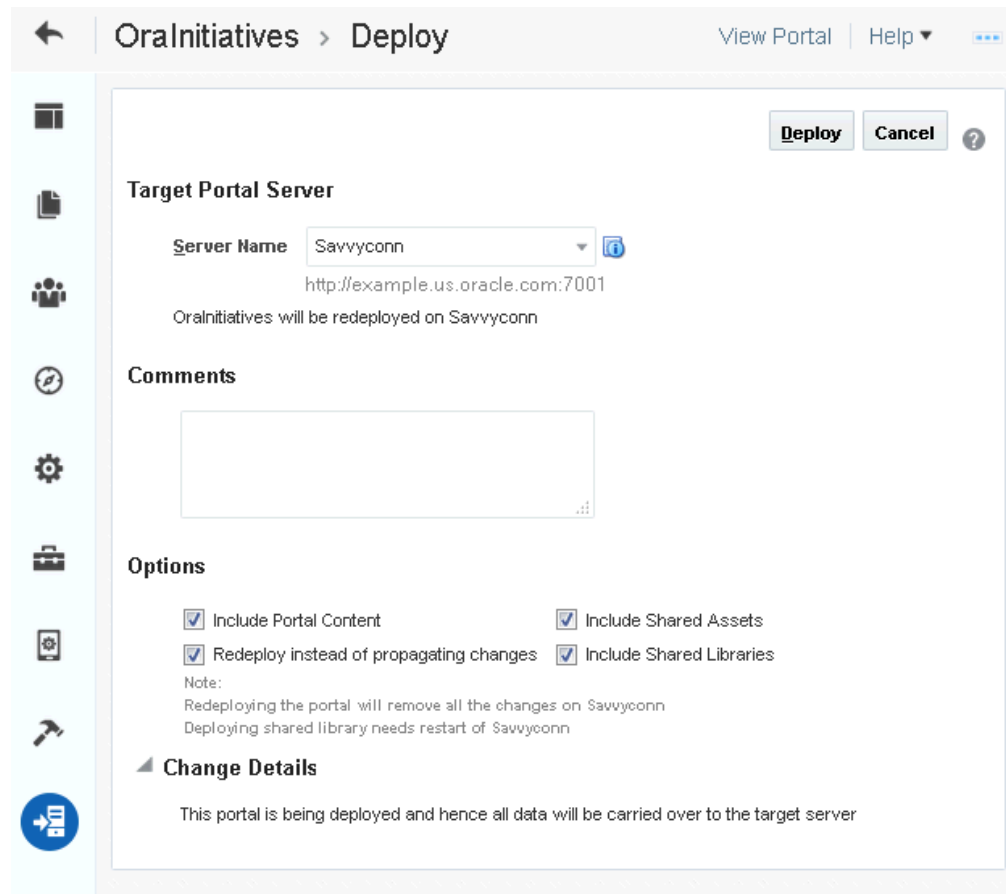 OraInitiatives > Deploy
View Portal
Help
Deploy
Cancel
?
Target Portal Server
Server Name
Savvyconn
http://example.us.oracle.com:7001
OraInitiatives will be redeployed on Savvyconn
Comments
Options
Include Portal Content
Include Shared Assets
Redeploy instead of propagating changes
Include Shared Libraries
Note:
Redeploying the portal will remove all the changes on Savvyconn
Deploying shared library needs restart of Savvyconn
Change Details
This portal is being deployed and hence all data will be carried over to the target server